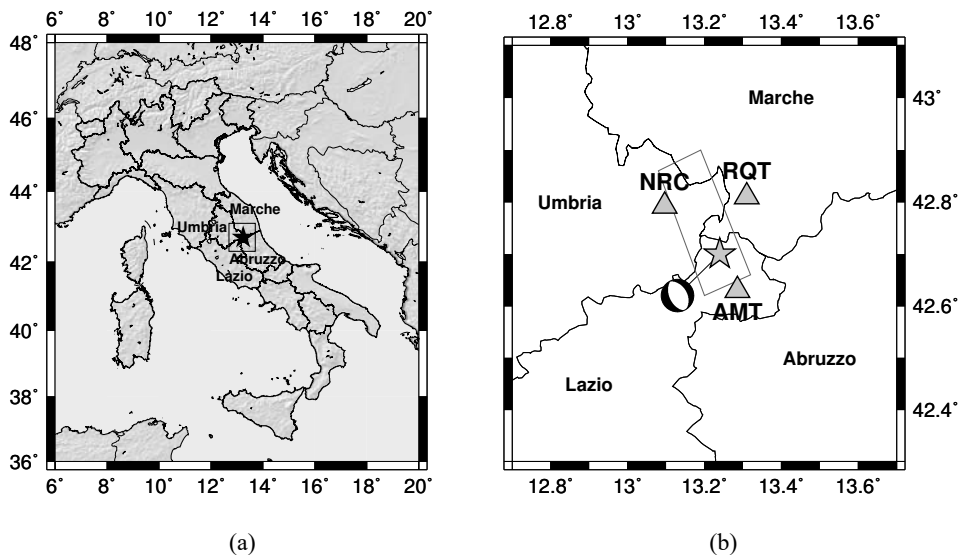 6˚ 8˚ 10˚ 12˚ 14˚ 16˚ 18˚ 20˚
48˚
46˚
44˚
42˚
40˚
38˚
36˚
Marche
Umbria
Abruzzo
Lazio
6˚ 8˚ 10˚ 12˚ 14˚ 16˚ 18˚ 20˚
(a)
12.8˚ 13.0˚ 13.2˚ 13.4˚ 13.6˚
43˚
42.8˚
42.6˚
42.4˚
Marche
NRC
RQT
Umbria
AMT
Abruzzo
Lazio
12.8˚ 13.0˚ 13.2˚ 13.4˚ 13.6˚
(b)